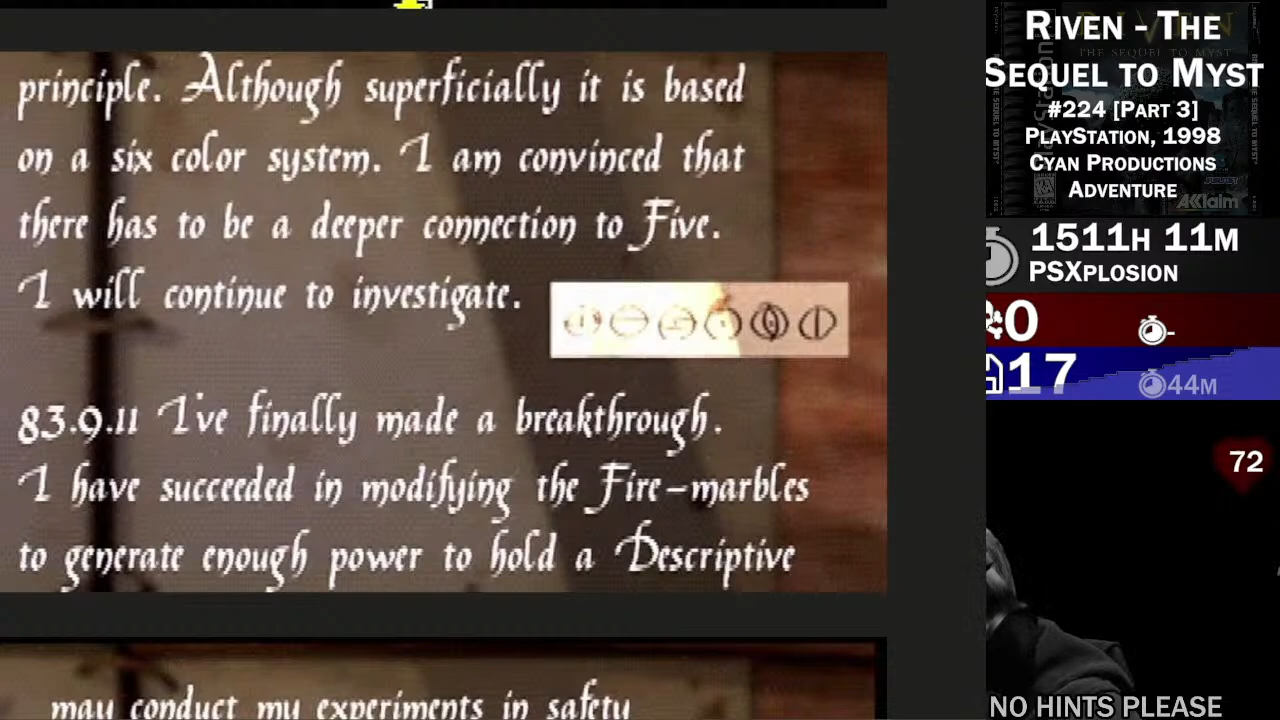 principle. Although superficially it is based
on a six color system. I am convinced that
there has to be a deeper connection to Five.
I will continue to investigate.
83.9.11 I've finally made a breakthrough.
I have succeeded in modifying the Fire-marbles
to generate enough power to hold a Descriptive
may conduct my experiments in safety
RIVEN - THE
SEQUEL TO MYST
#224 [PART 3]
PLAYSTATION, 1998
CYAN PRODUCTIONS
ADVENTURE
1511H 11M
PSXPLOSION
0
-
17
44M
72
NO HINTS PLEASE